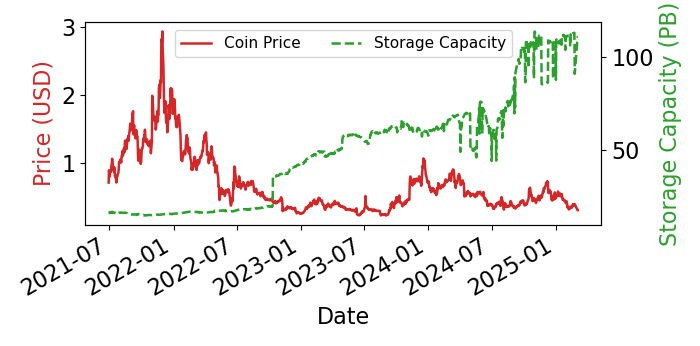 Coin Price
Storage Capacity
Price (USD)
3
2
1
Storage Capacity (PB)
100
50
2021-07
2022-01
2022-07
2023-01
2023-07
2024-01
2024-07
2025-01
Date